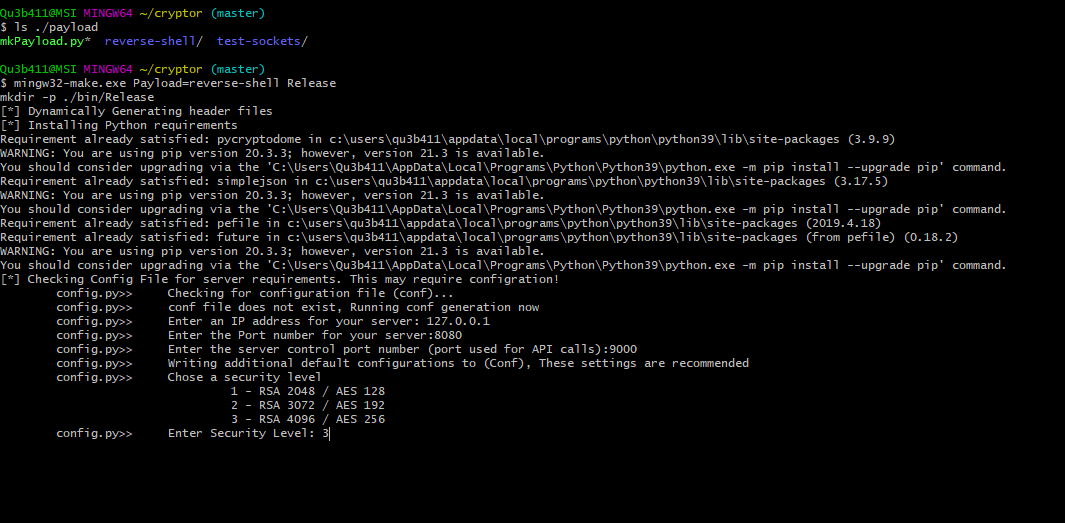 Qu3b411@MSI MINGW64 ~/cryptor (master)
$ ls ./payload
mkPayload.py*  reverse-shell/  test-sockets/
Qu3b411@MSI MINGW64 ~/cryptor (master)
$ mingw32-make.exe Payload=reverse-shell Release
mkdir -p ./bin/Release
[*] Dynamically Generating header files
[*] Installing Python requirements
Requirement already satisfied: pycryptodome in c:\users\qu3b411\appdata\local\programs\python\python39\lib\site-packages (3.9.9)
WARNING: You are using pip version 20.3.3; however, version 21.3 is available.
You should consider upgrading via the 'C:\Users\Qu3b411\AppData\Local\Programs\Python\Python39\python.exe -m pip install --upgrade pip' command.
Requirement already satisfied: simplejson in c:\users\qu3b411\appdata\local\programs\python\python39\lib\site-packages (3.17.5)
WARNING: You are using pip version 20.3.3; however, version 21.3 is available.
You should consider upgrading via the 'C:\Users\Qu3b411\AppData\Local\Programs\Python\Python39\python.exe -m pip install --upgrade pip' command.
Requirement already satisfied: pefile in c:\users\qu3b411\appdata\local\programs\python\python39\lib\site-packages (2019.4.18)
Requirement already satisfied: future in c:\users\qu3b411\appdata\local\programs\python\python39\lib\site-packages (from pefile) (0.18.2)
WARNING: You are using pip version 20.3.3; however, version 21.3 is available.
You should consider upgrading via the 'C:\Users\Qu3b411\AppData\Local\Programs\Python\Python39\python.exe -m pip install --upgrade pip' command.
[*] Checking Config File for server requirements. This may require configration!
config.py>>     Checking for configuration file (conf)...
config.py>>     conf file does not exist, Running conf generation now
config.py>>     Enter an IP address for your server: 127.0.0.1
config.py>>     Enter the Port number for your server:8080
config.py>>     Enter the server control port number (port used for API calls):9000
config.py>>     Writing additional default configurations to (Conf), These settings are recommended
config.py>>     Chose a security level
1 - RSA 2048 / AES 128
2 - RSA 3072 / AES 192
3 - RSA 4096 / AES 256
config.py>>     Enter Security Level: 3